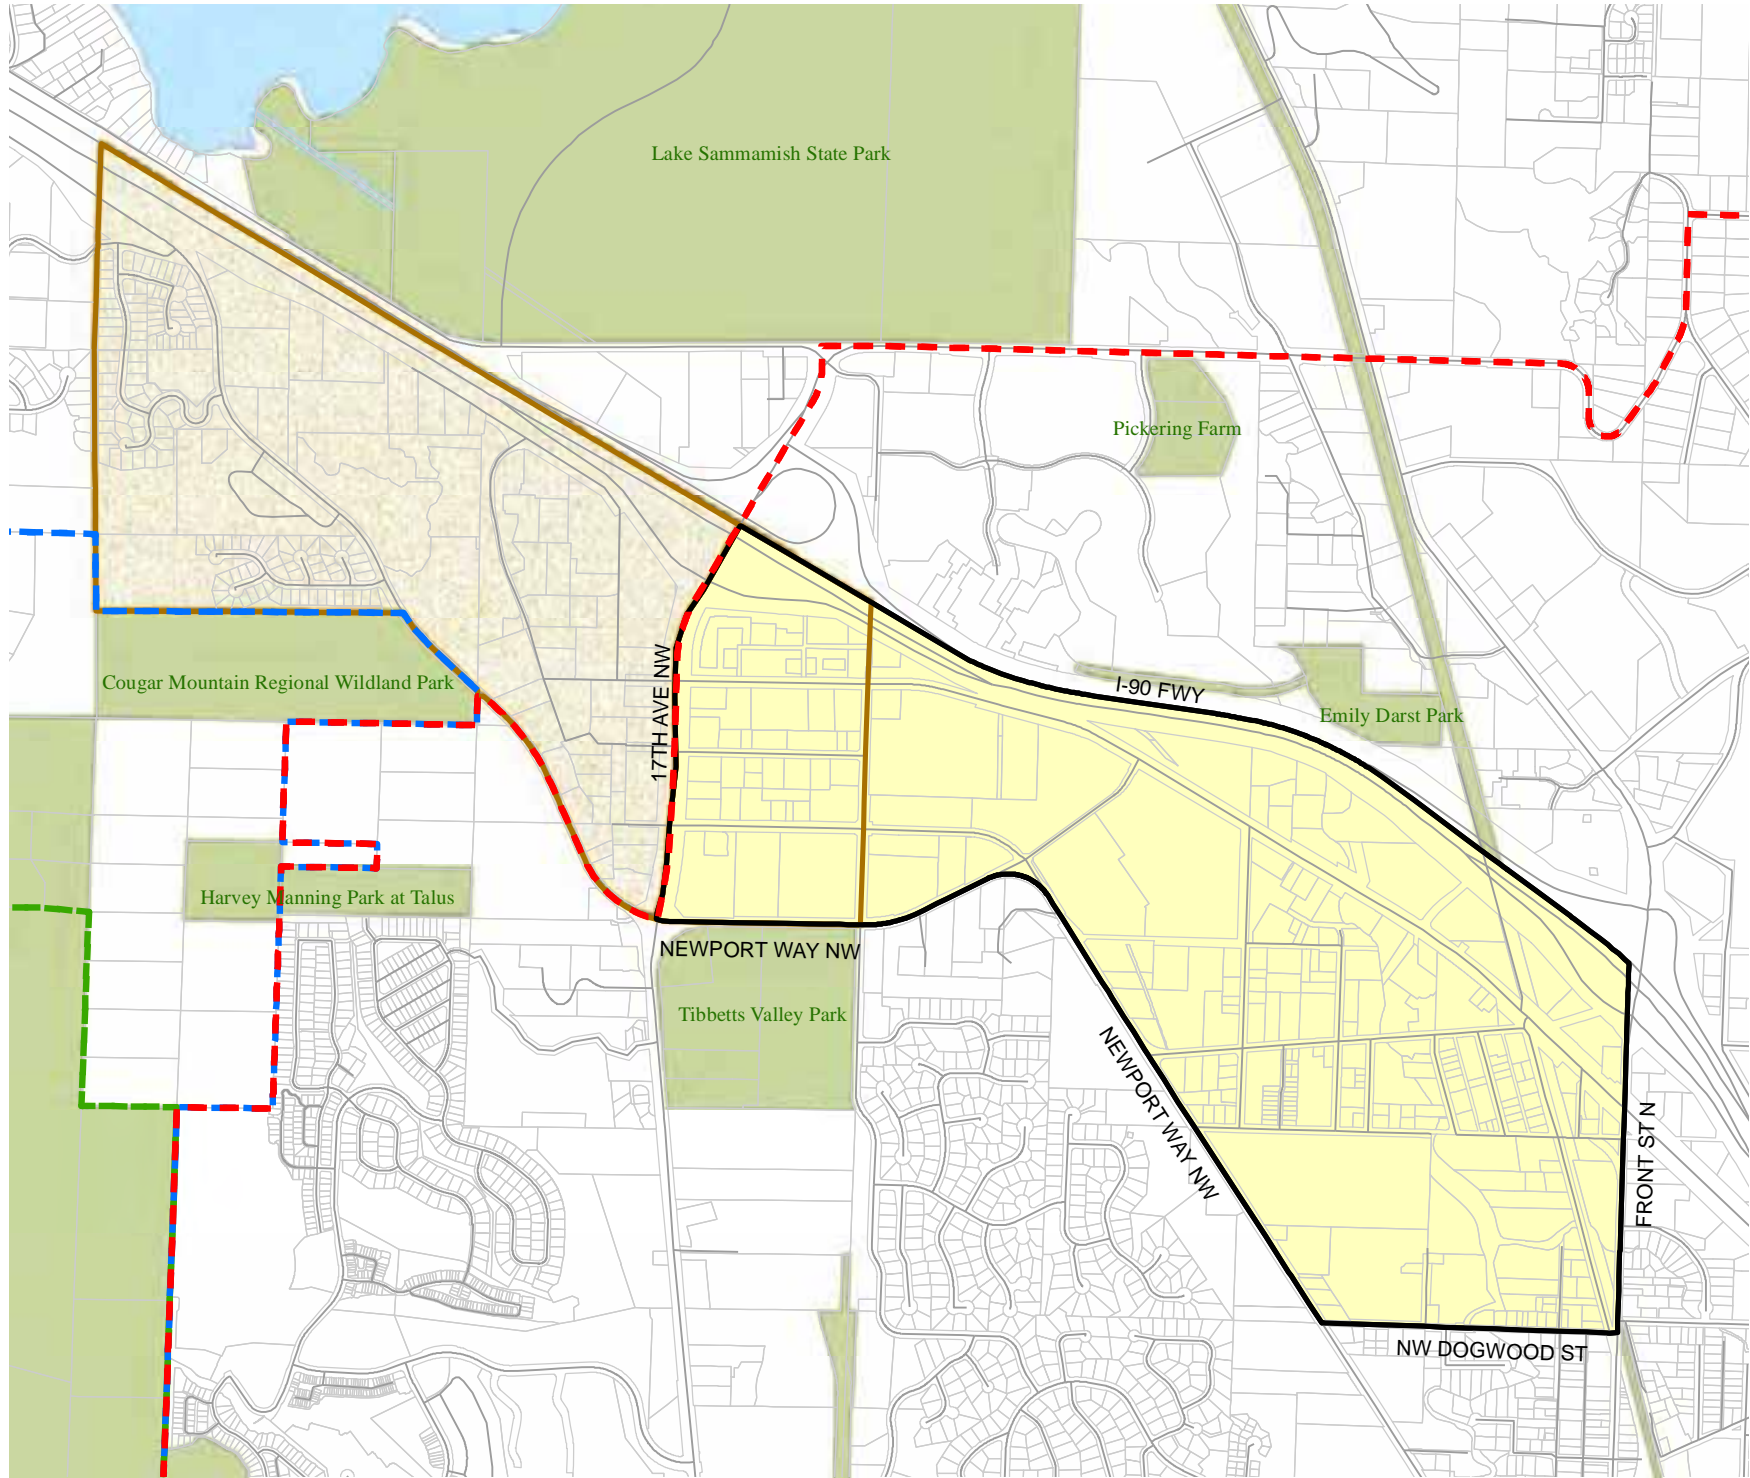 Lake Sammamish State Park
Pickering Farm
Cougar Mountain Regional Wildland Park
17TH AVE NW
I-90 FWY
Emily Darst Park
Harvey Manning Park at Talus
NEWPORT WAY NW
Tibbetts Valley Park
NEWPORT WAY NW
FRONT ST N
NW DOGWOOD ST